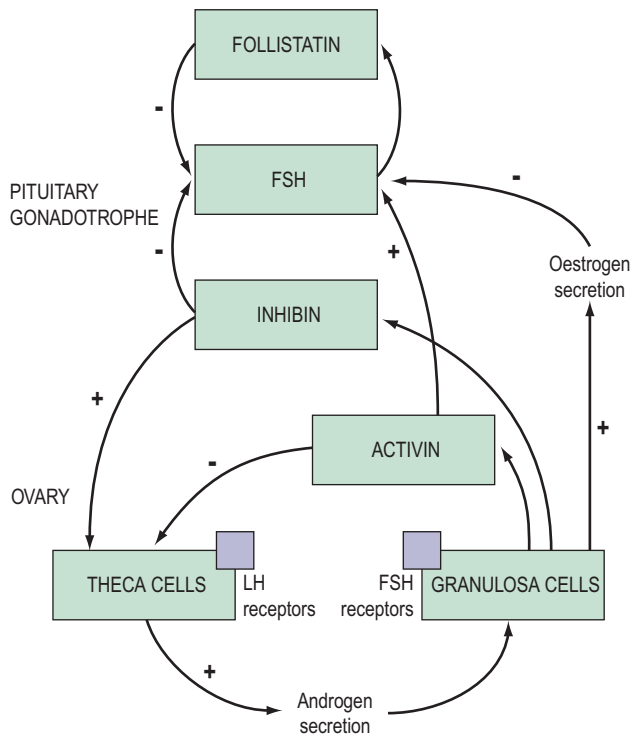 FOLLISTATIN
-
FSH
-
PITUITARY
GONADOTROPHE
-
+
Oestrogen
secretion
INHIBIN
+
+
ACTIVIN
-
OVARY
THECA CELLS
LH
receptors
FSH
receptors
GRANULOSA CELLS
+
Androgen
secretion